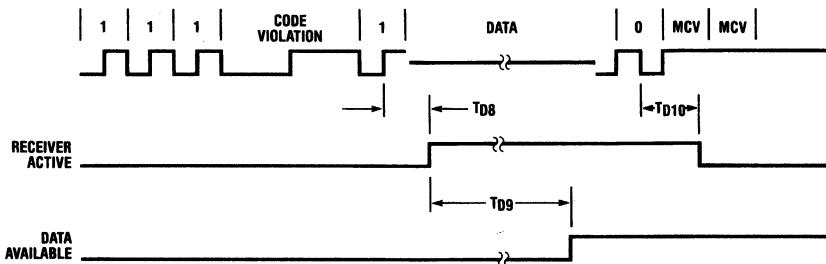 1 1 1 CODE VIOLATION 1 DATA 0 MCV MCV
TD8 TD10
RECEIVER ACTIVE
TD9
DATA AVAILABLE